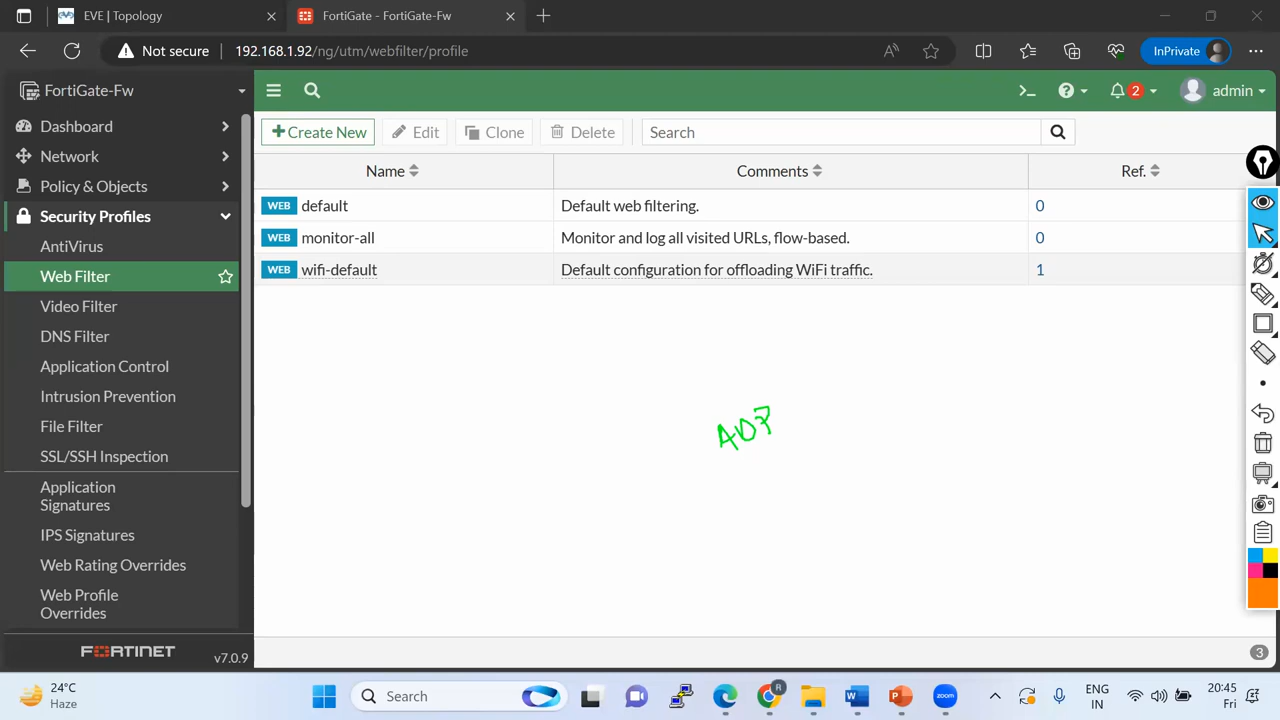 EVE | Topology
FortiGate - FortiGate-Fw
Not secure
192.168.1.92/ng/utm/webfilter/profile
InPrivate
FortiGate-Fw
2
admin
Dashboard
Network
Policy & Objects
Security Profiles
AntiVirus
Web Filter
Video Filter
DNS Filter
Application Control
Intrusion Prevention
File Filter
SSL/SSH Inspection
Application
Signatures
IPS Signatures
Web Rating Overrides
Web Profile
Overrides
FORTINET
v7.0.9
Create New
Edit
Clone
Delete
Search
Name
Comments
Ref.
WEB default
Default web filtering.
0
WEB monitor-all
Monitor and log all visited URLs, flow-based.
0
WEB wifi-default
Default configuration for offloading WiFi traffic.
1
3
24°C
Haze
Search
R
zoom
ENG
IN
20:45
Fri